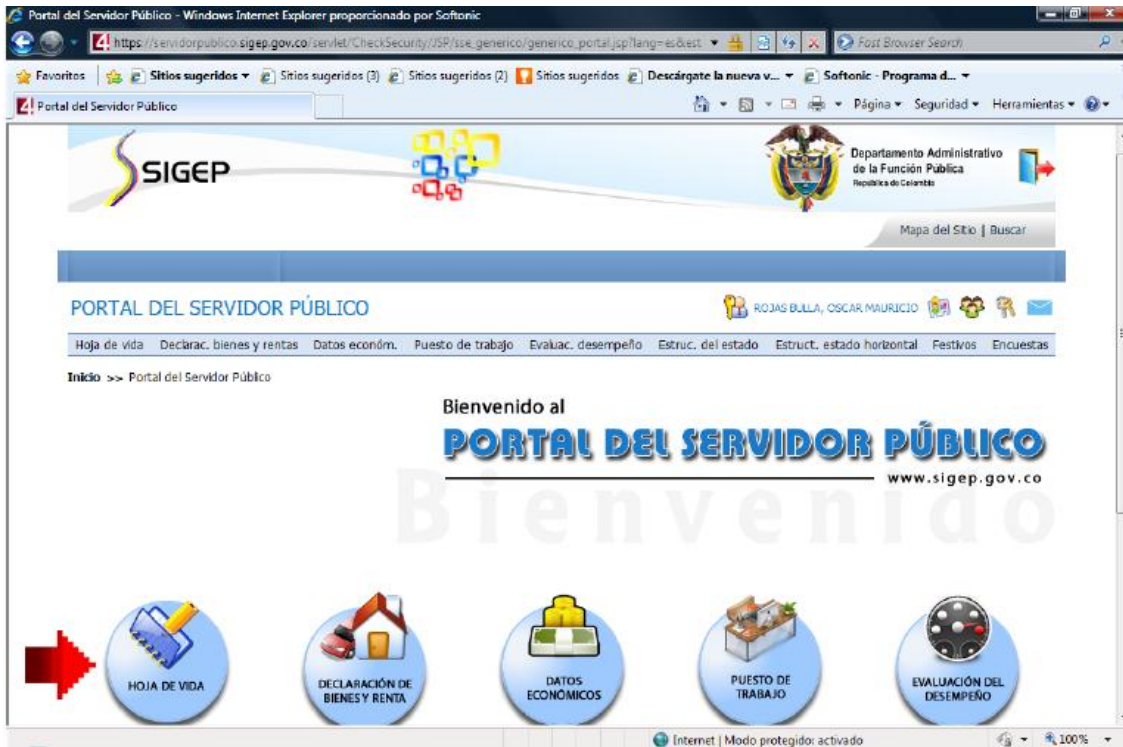 Portal del Servidor Público - Windows Internet Explorer proporcionado por Softonic
https://servidorpublico.sigep.gov.co/servlet/CheckSecurity/JSP/sse_generico/generico_portal.jsp?lang=es&est
Fast Browser Search
Favoritos Sitios sugeridos Sitios sugeridos (3) Sitios sugeridos (2) Sitios sugeridos Descárgate la nueva v... Softonic - Programa d...
Portal del Servidor Público Página Seguridad Herramientas
SIGEP
Departamento Administrativo
de la Función Pública
República de Colombia
Mapa del Sitio | Buscar
PORTAL DEL SERVIDOR PÚBLICO ROJAS BULLA, OSCAR MAURICIO
Hoja de vida Declarac. bienes y rentas Datos económ. Puesto de trabajo Evaluac. desempeño Estruc. del estado Estruct. estado horizontal Festivos Encuestas
Inicio >> Portal del Servidor Público
Bienvenido al
PORTAL DEL SERVIDOR PÚBLICO
www.sigep.gov.co
Bienvenido
HOJA DE VIDA
DECLARACIÓN DE
BIENES Y RENTA
DATOS
ECONÓMICOS
PUESTO DE
TRABAJO
EVALUACIÓN DEL
DESEMPEÑO
Internet | Modo protegido: activado 100%